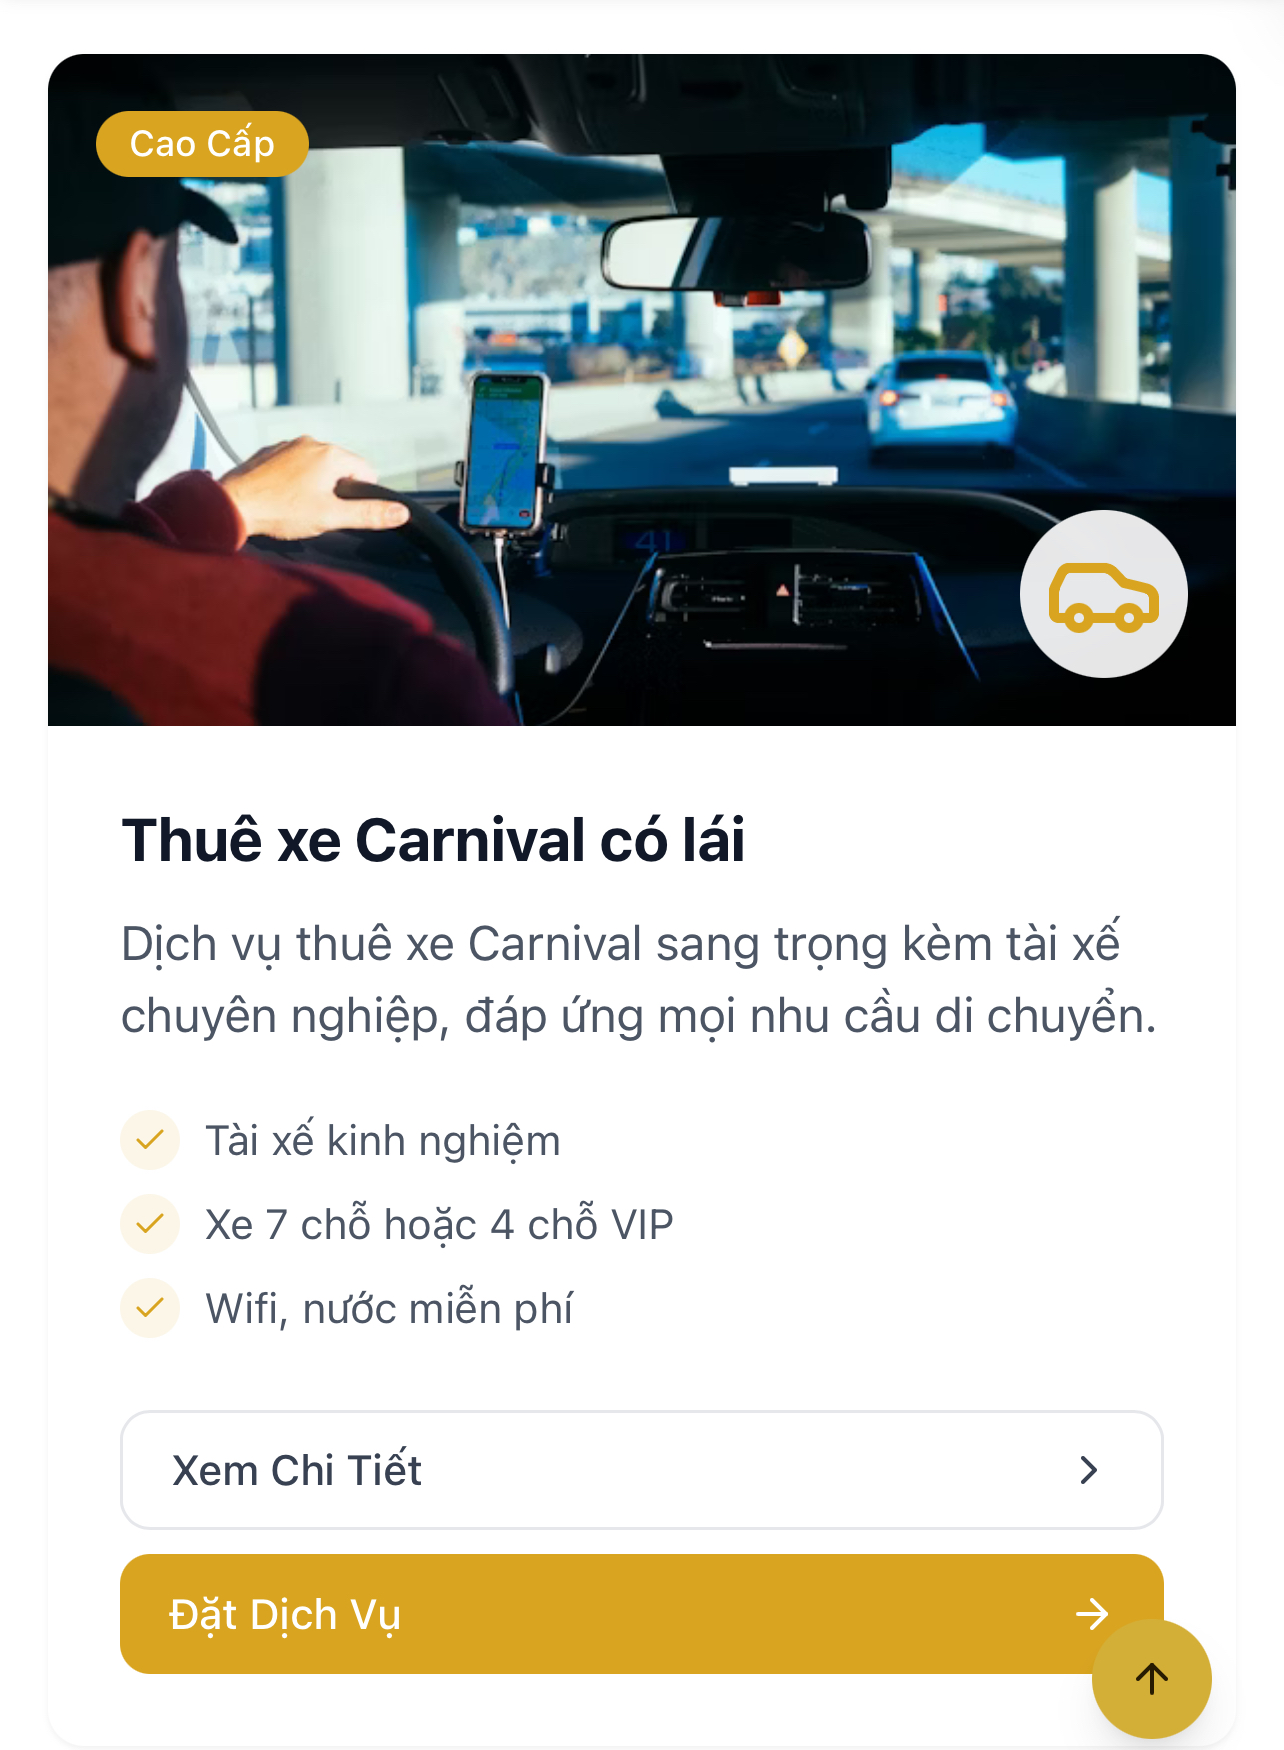 Cao Cấp
41
Thuê xe Carnival có lái
Dịch vụ thuê xe Carnival sang trọng kèm tài xế
chuyên nghiệp, đáp ứng mọi nhu cầu di chuyển.
Tài xế kinh nghiệm
Xe 7 chỗ hoặc 4 chỗ VIP
Wifi, nước miễn phí
Xem Chi Tiết
Đặt Dịch Vụ